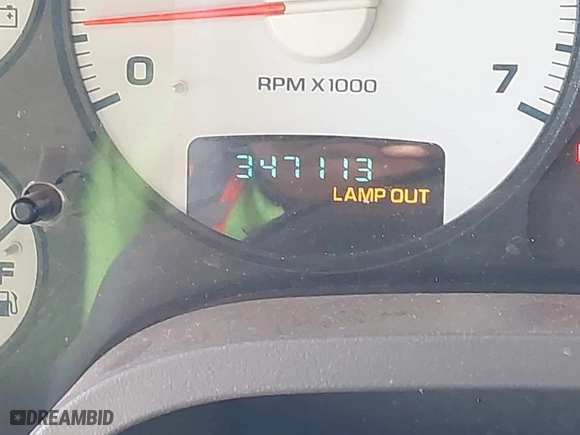 0
7
RPM X1000
347113
LAMP OUT
F
DREAMBID